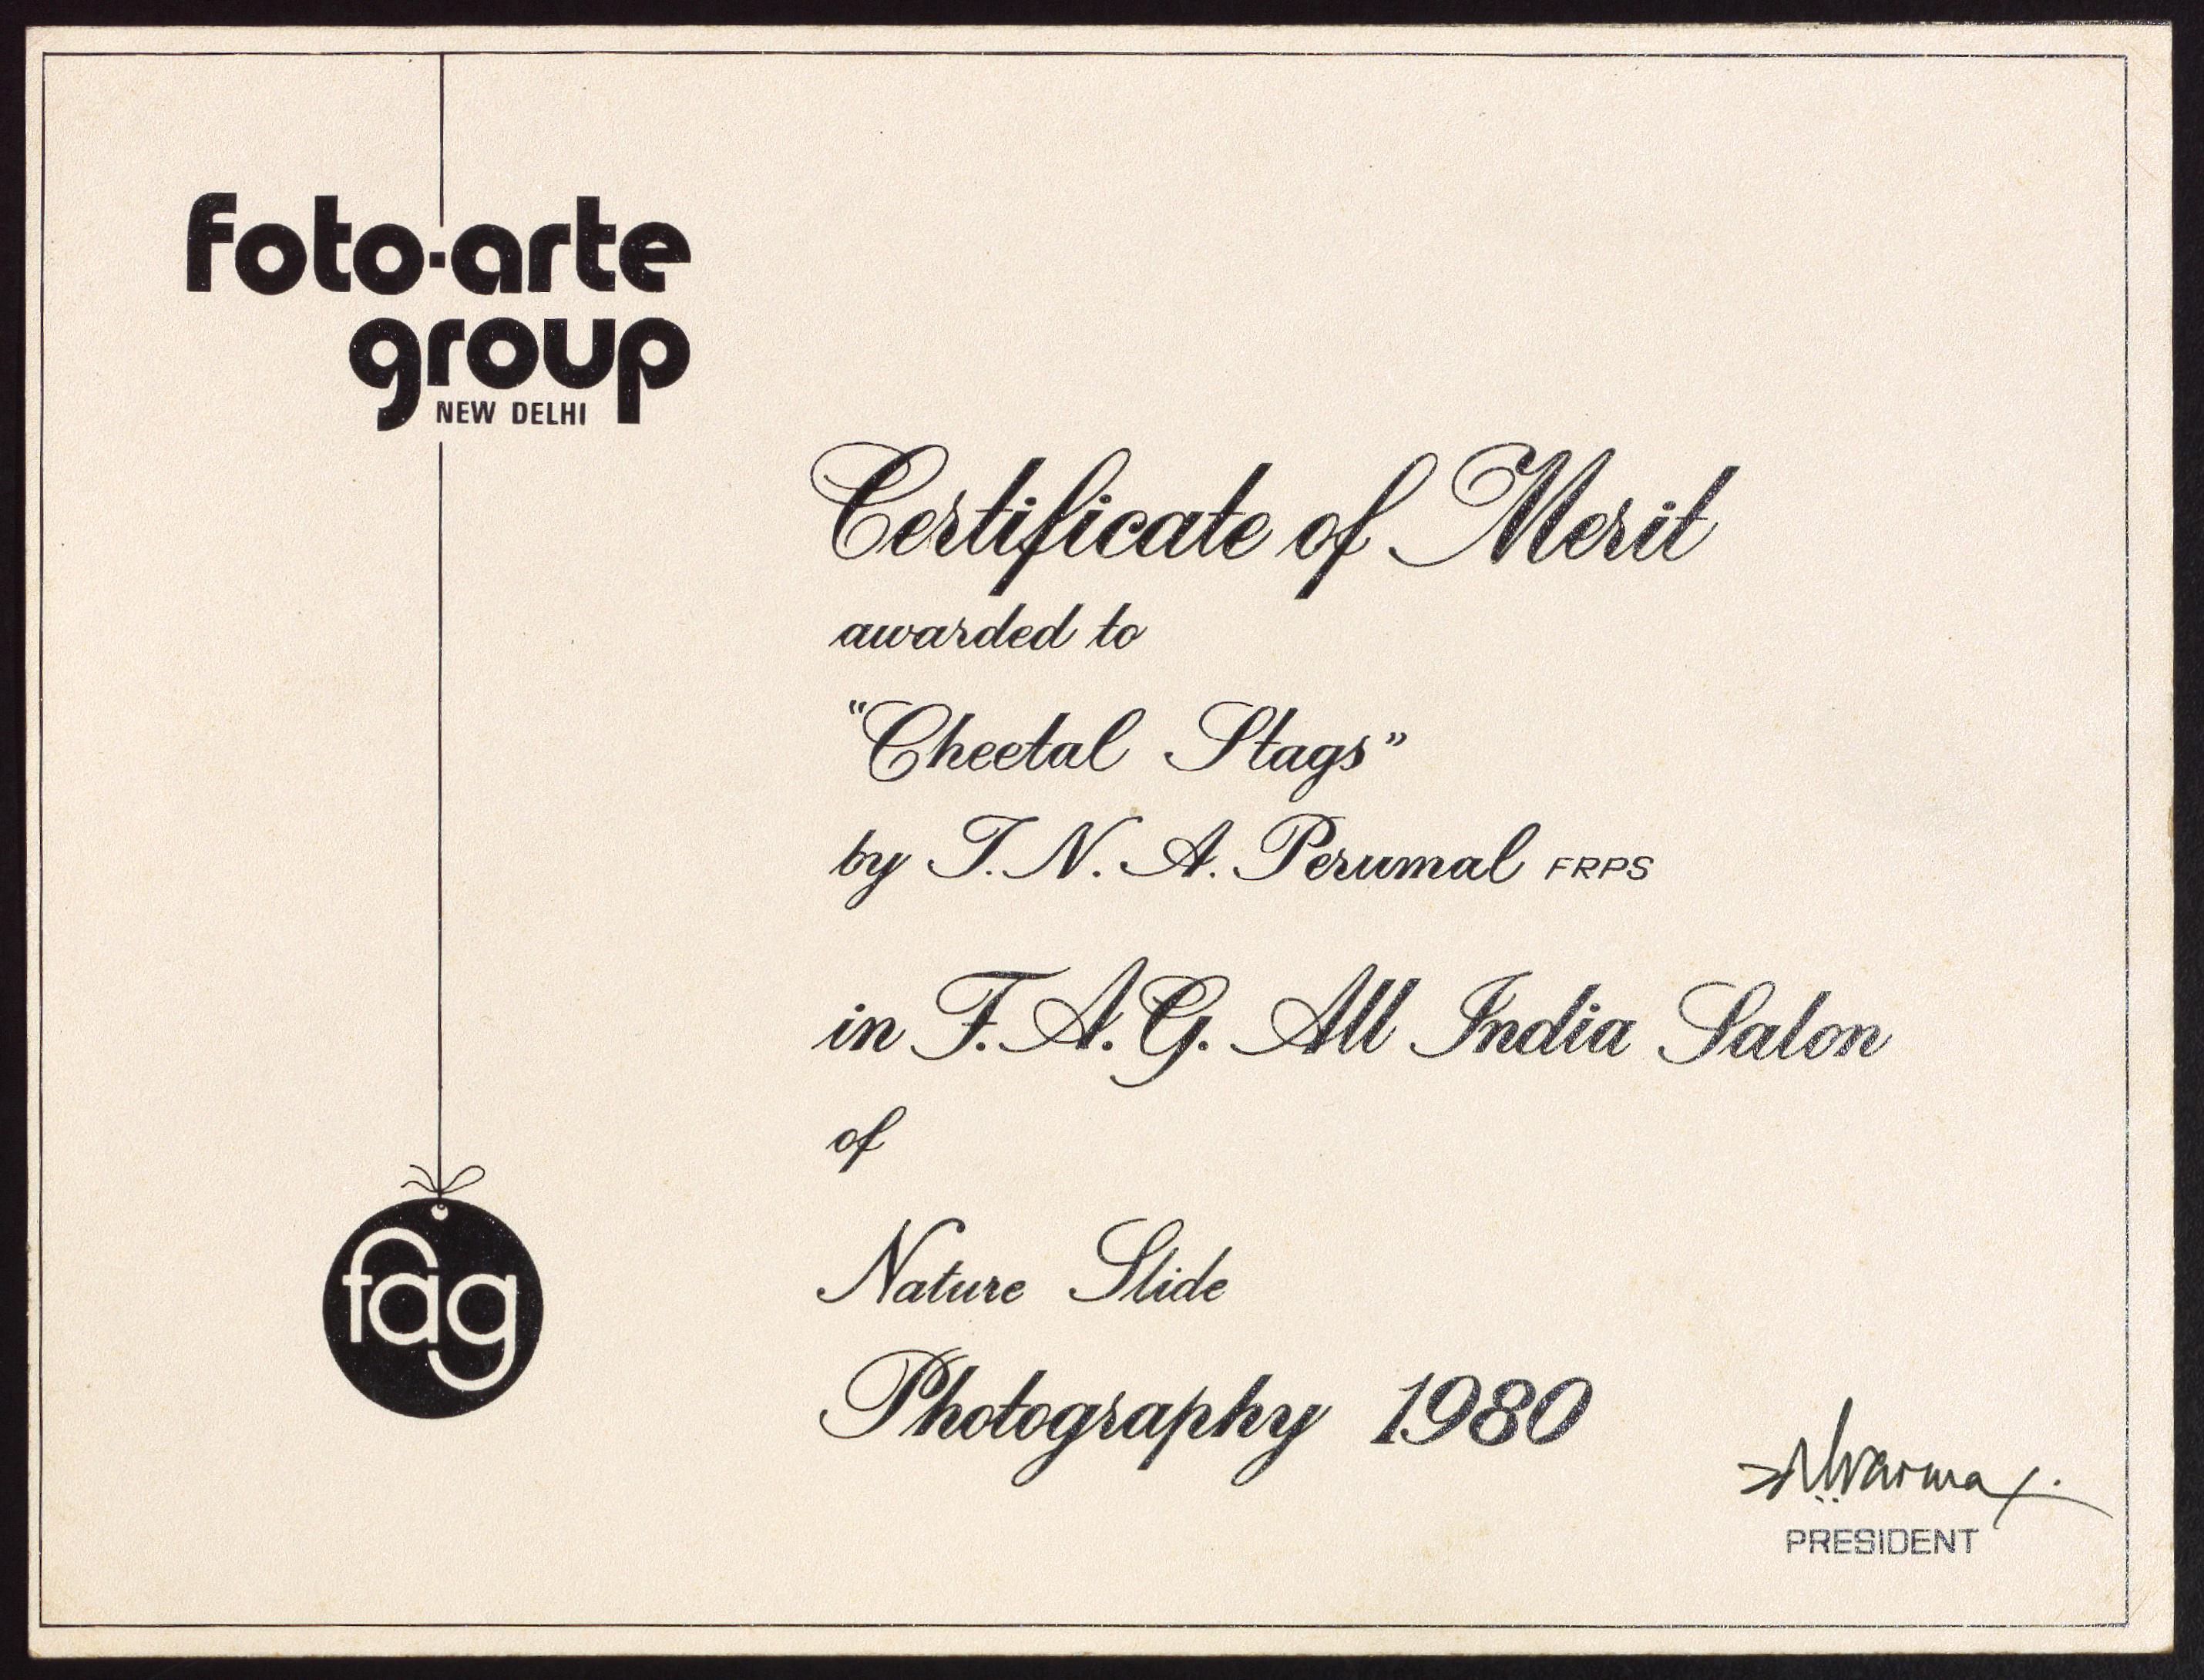 foto-arte
group
NEW DELHI
Certificate of Merit
awarded to
"Cheetal Stags"
by T. N. A. Perumal FRPS
in F. A. G. All India Salon
of
Nature Slide
Photography 1980
fag
PRESIDENT